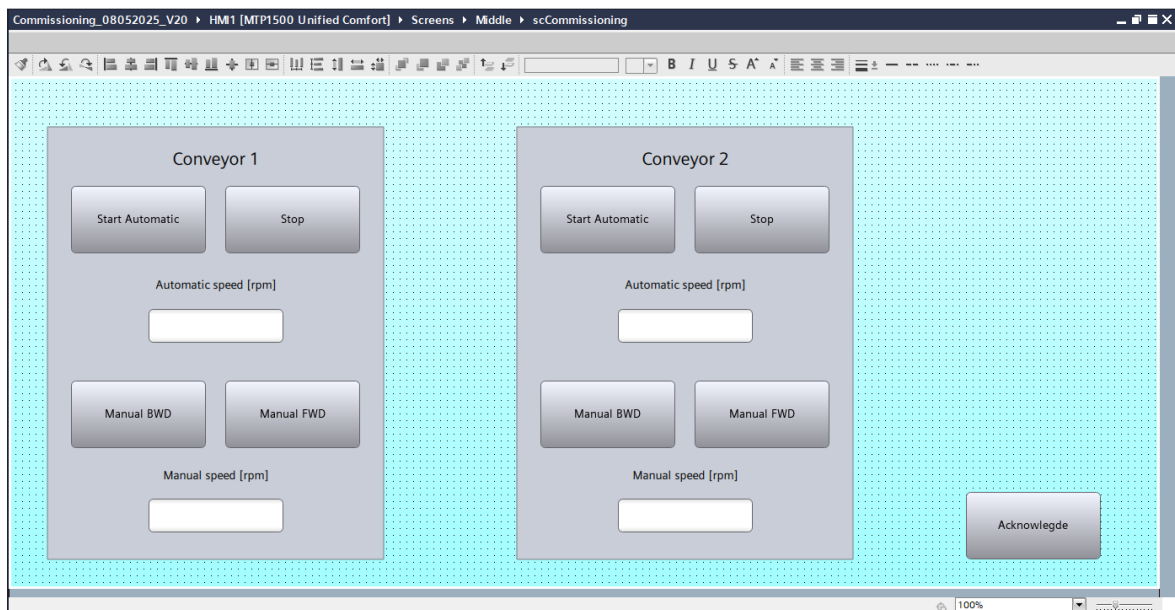 Commissioning_08052025_V20 ▸ HMI1 [MTP1500 Unified Comfort] ▸ Screens ▸ Middle ▸ scCommissioning
B I U S A A
Conveyor 1
Start Automatic Stop
Automatic speed [rpm]
Manual BWD Manual FWD
Manual speed [rpm]
Conveyor 2
Start Automatic Stop
Automatic speed [rpm]
Manual BWD Manual FWD
Manual speed [rpm]
Acknowlegde
100%